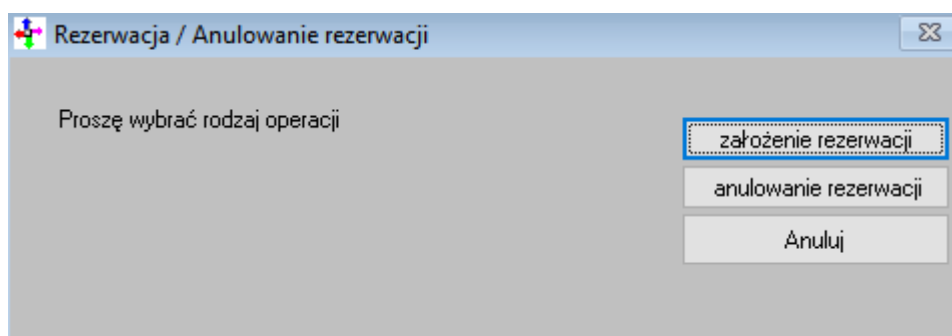 Rezerwacja / Anulowanie rezerwacji
Proszę wybrać rodzaj operacji
założenie rezerwacji
anulowanie rezerwacji
Anuluj